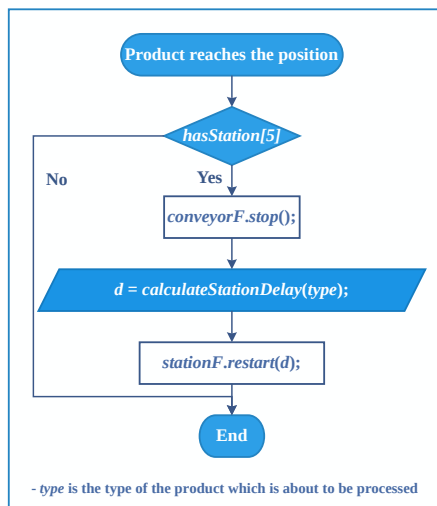 Product reaches the position
hasStation[5]
No
Yes
conveyorF.stop();
d = calculateStationDelay(type);
stationF.restart(d);
End
- type is the type of the product which is about to be processed